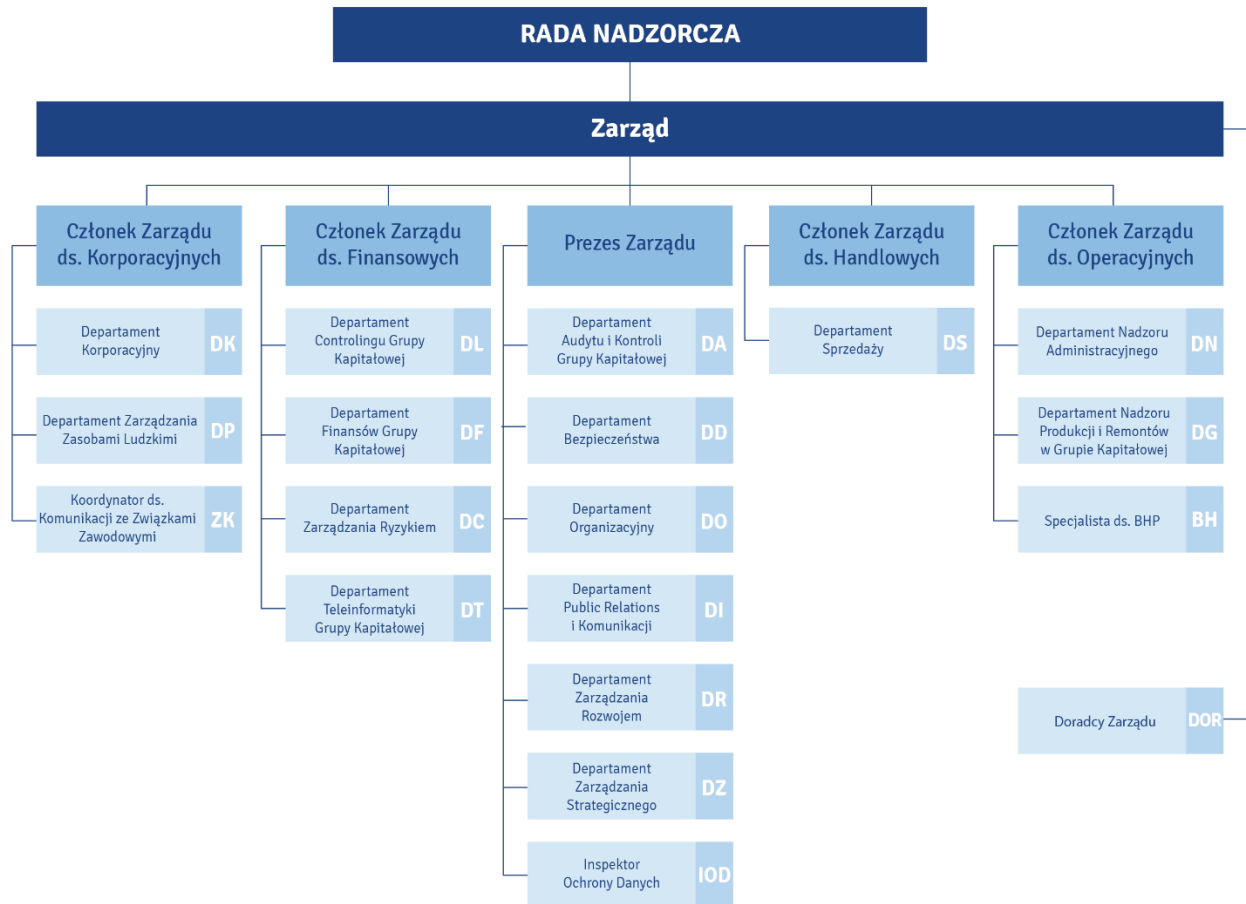 RADA NADZORCZA
Zarząd
Członek Zarządu
ds. Korporacyjnych
Departament
Korporacyjny
DK
Departament Zarządzania
Zasobami Ludzkimi
DP
Koordynator ds.
Komunikacji ze Związkami
Zawodowymi
ZK
Członek Zarządu
ds. Finansowych
Departament
Controlingu Grupy
Kapitałowej
DL
Departament
Finansów Grupy
Kapitałowej
DF
Departament
Zarządzania Ryzykiem
DC
Departament
Teleinformatyki
Grupy Kapitałowej
DT
Prezes Zarządu
Departament
Audytu i Kontroli
Grupy Kapitałowej
DA
Departament
Bezpieczeństwa
DD
Departament
Organizacyjny
DO
Departament
Public Relations
i Komunikacji
DI
Departament
Zarządzania
Rozwojem
DR
Departament
Zarządzania
Strategicznego
DZ
Inspektor
Ochrony Danych
IOD
Członek Zarządu
ds. Handlowych
Departament
Sprzedaży
DS
Członek Zarządu
ds. Operacyjnych
Departament Nadzoru
Administracyjnego
DN
Departament Nadzoru
Produkcji i Remontów
w Grupie Kapitałowej
DG
Specjalista ds. BHP
BH
Doradcy Zarządu
DOR